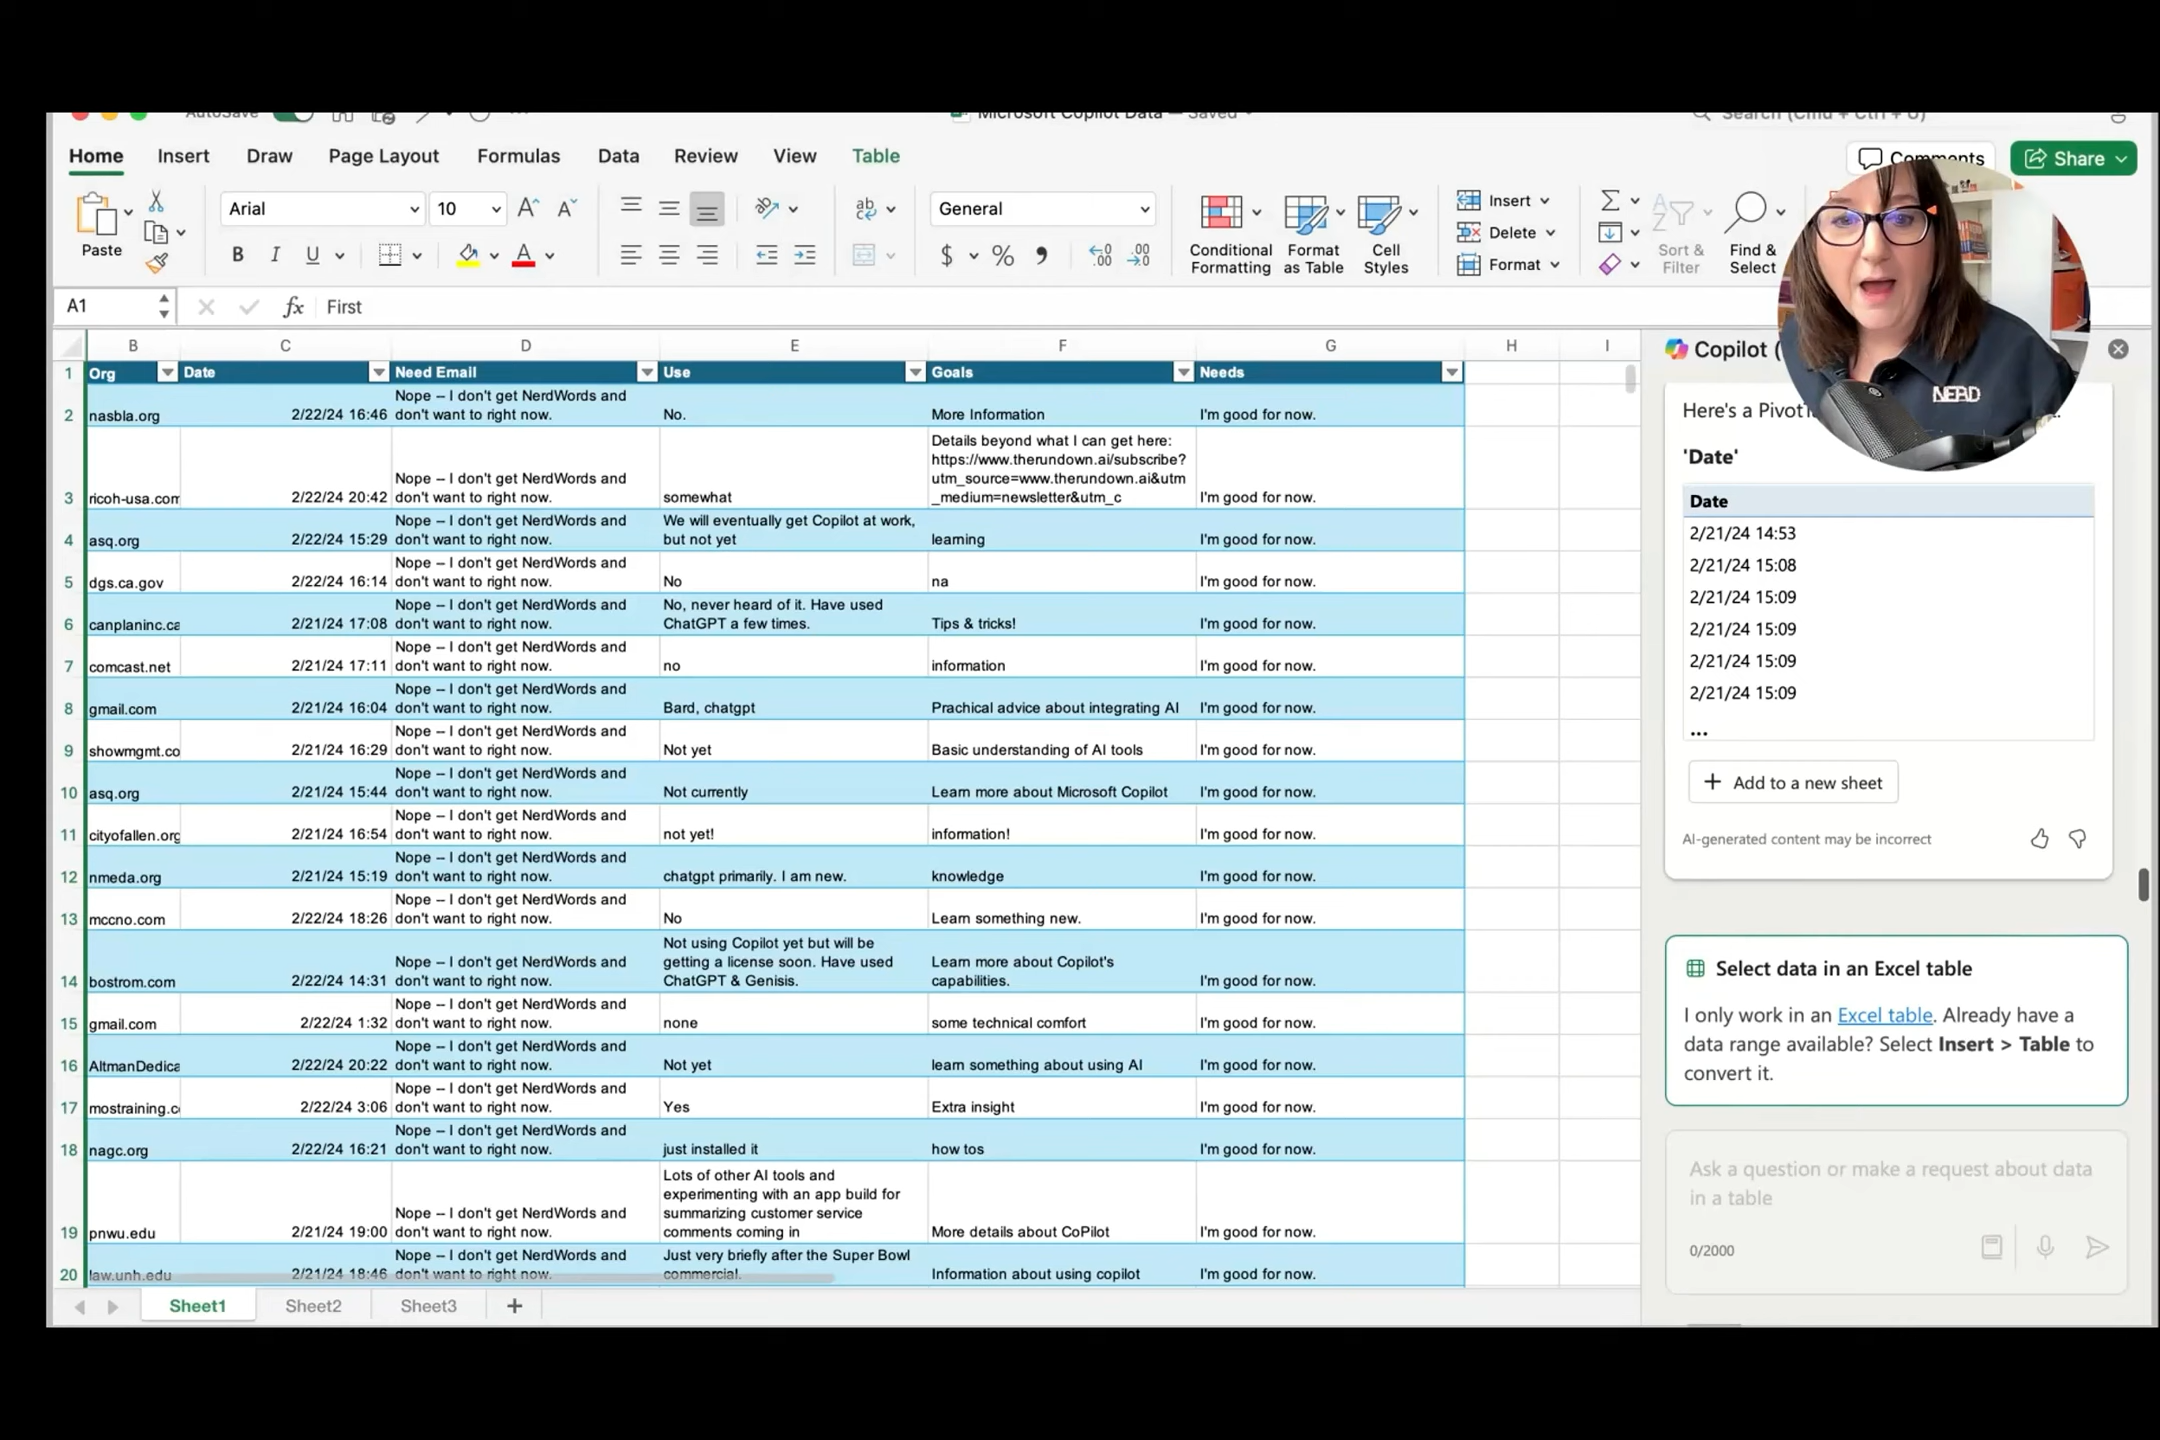 AutoSave
Microsoft Copilot Data — Saved
Search (Cmd + Ctrl + U)
Home Insert Draw Page Layout Formulas Data Review View Table
Comments Share
Paste
Arial 10
B I U
General
$ % 9
Conditional Formatting
Format as Table
Cell Styles
Insert
Delete
Format
Sort & Filter
Find & Select
A1 fx First
B C D E F G H I
1 Org Date Need Email Use Goals Needs
2 nasbla.org 2/22/24 16:46 Nope -- I don't get NerdWords and don't want to right now. No. More Information I'm good for now.
3 ricoh-usa.com 2/22/24 20:42 Nope -- I don't get NerdWords and don't want to right now. somewhat Details beyond what I can get here: https://www.therundown.ai/subscribe?utm_source=www.therundown.ai&utm_medium=newsletter&utm_c I'm good for now.
4 asq.org 2/22/24 15:29 Nope -- I don't get NerdWords and don't want to right now. We will eventually get Copilot at work, but not yet learning I'm good for now.
5 dgs.ca.gov 2/22/24 16:14 Nope -- I don't get NerdWords and don't want to right now. No na I'm good for now.
6 canplaninc.ca 2/21/24 17:08 Nope -- I don't get NerdWords and don't want to right now. No, never heard of it. Have used ChatGPT a few times. Tips & tricks! I'm good for now.
7 comcast.net 2/21/24 17:11 Nope -- I don't get NerdWords and don't want to right now. no information I'm good for now.
8 gmail.com 2/21/24 16:04 Nope -- I don't get NerdWords and don't want to right now. Bard, chatgpt Prachical advice about integrating AI I'm good for now.
9 showmgmt.co 2/21/24 16:29 Nope -- I don't get NerdWords and don't want to right now. Not yet Basic understanding of AI tools I'm good for now.
10 asq.org 2/21/24 15:44 Nope -- I don't get NerdWords and don't want to right now. Not currently Learn more about Microsoft Copilot I'm good for now.
11 cityofallen.org 2/21/24 16:54 Nope -- I don't get NerdWords and don't want to right now. not yet! information! I'm good for now.
12 nmeda.org 2/21/24 15:19 Nope -- I don't get NerdWords and don't want to right now. chatgpt primarily. I am new. knowledge I'm good for now.
13 mccno.com 2/22/24 18:26 Nope -- I don't get NerdWords and don't want to right now. No Learn something new. I'm good for now.
14 bostrom.com 2/22/24 14:31 Nope -- I don't get NerdWords and don't want to right now. Not using Copilot yet but will be getting a license soon. Have used ChatGPT & Genisis. Learn more about Copilot's capabilities. I'm good for now.
15 gmail.com 2/22/24 1:32 Nope -- I don't get NerdWords and don't want to right now. none some technical comfort I'm good for now.
16 AltmanDedica 2/22/24 20:22 Nope -- I don't get NerdWords and don't want to right now. Not yet learn something about using AI I'm good for now.
17 mostraining.c 2/22/24 3:06 Nope -- I don't get NerdWords and don't want to right now. Yes Extra insight I'm good for now.
18 nagc.org 2/22/24 16:21 Nope -- I don't get NerdWords and don't want to right now. just installed it how tos I'm good for now.
19 pnwu.edu 2/21/24 19:00 Nope -- I don't get NerdWords and don't want to right now. Lots of other AI tools and experimenting with an app build for summarizing customer service comments coming in More details about CoPilot I'm good for now.
20 law.unh.edu 2/21/24 18:46 Nope -- I don't get NerdWords and don't want to right now. Just very briefly after the Super Bowl commercial. Information about using copilot I'm good for now.
Sheet1 Sheet2 Sheet3 +
NERD
Copilot (
Here's a Pivot
'Date'
Date
2/21/24 14:53
2/21/24 15:08
2/21/24 15:09
2/21/24 15:09
2/21/24 15:09
2/21/24 15:09
...
+ Add to a new sheet
AI-generated content may be incorrect
Select data in an Excel table
I only work in an Excel table. Already have a
data range available? Select Insert > Table to
convert it.
Ask a question or make a request about data
in a table
0/2000